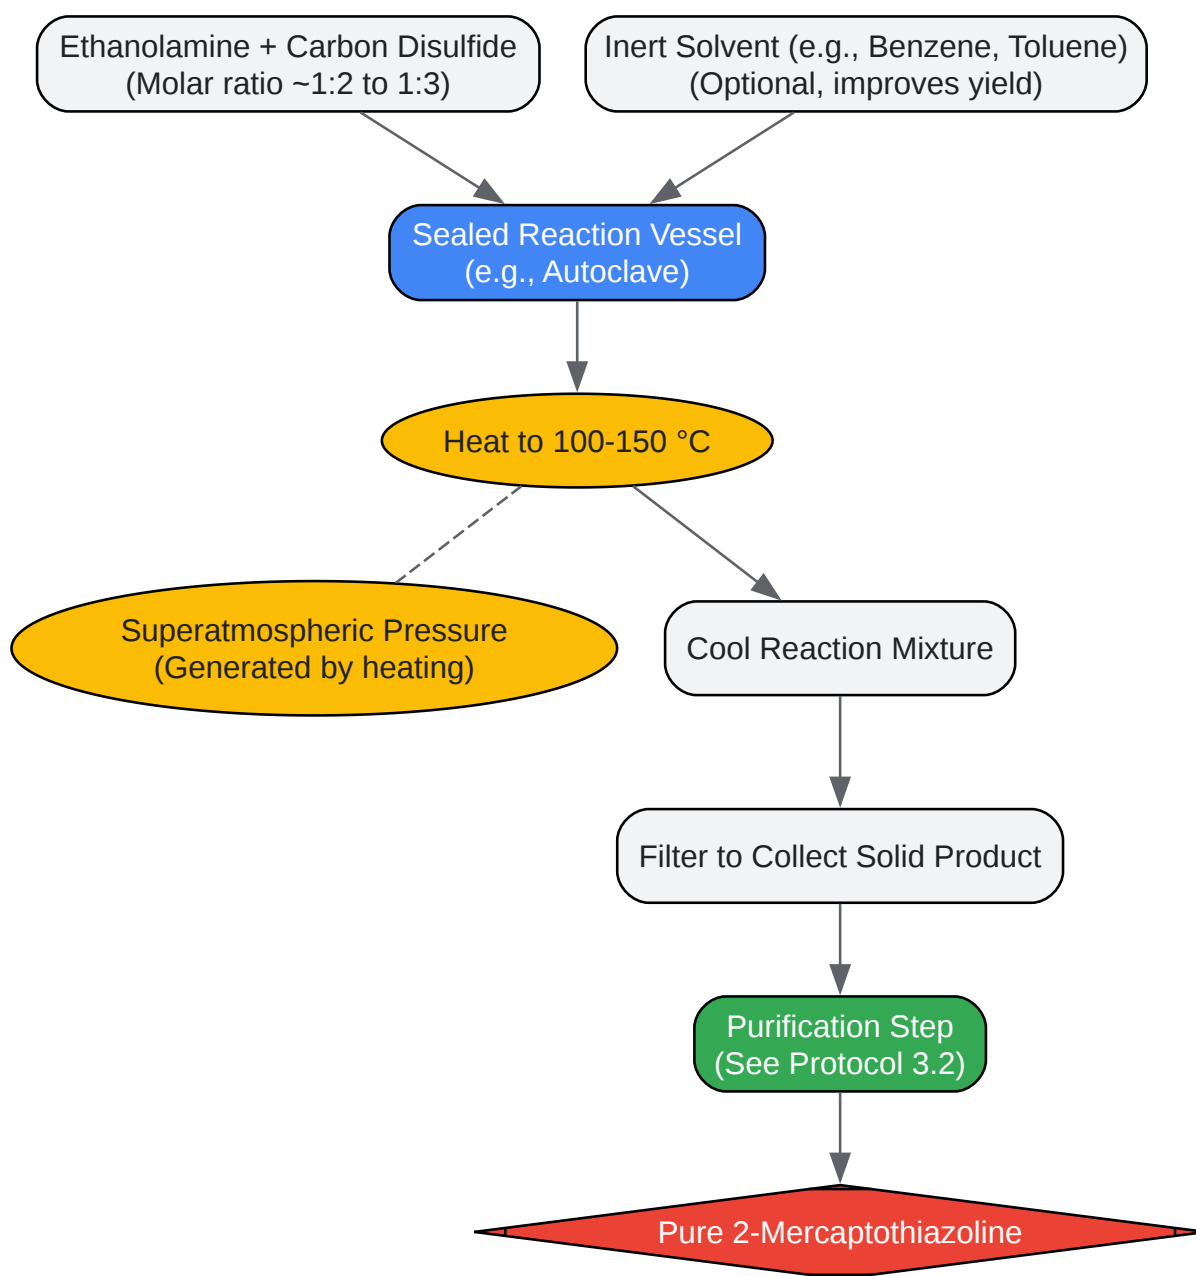 Ethanolamine + Carbon Disulfide
(Molar ratio ~1:2 to 1:3)
Inert Solvent (e.g., Benzene, Toluene)
(Optional, improves yield)
Sealed Reaction Vessel
(e.g., Autoclave)
Heat to 100-150 °C
Superatmospheric Pressure
(Generated by heating)
Cool Reaction Mixture
Filter to Collect Solid Product
Purification Step
(See Protocol 3.2)
Pure 2-Mercaptothiazoline